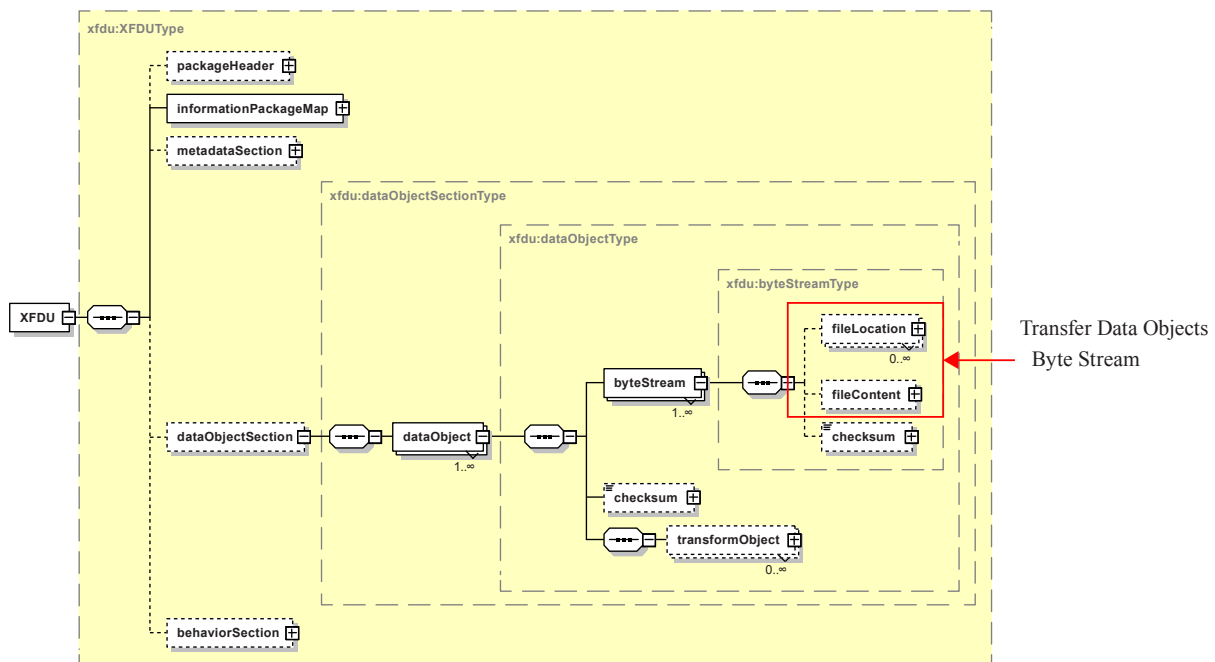 xfdu:XFDUType
packageHeader
informationPackageMap
metadataSection
xfdu:dataObjectSectionType
xfdu:dataObjectType
xfdu:byteStreamType
XFDU
fileLocation
0..∞
Transfer Data Objects
Byte Stream
byteStream
1..∞
fileContent
dataObjectSection
dataObject
1..∞
checksum
checksum
transformObject
0..∞
behaviorSection